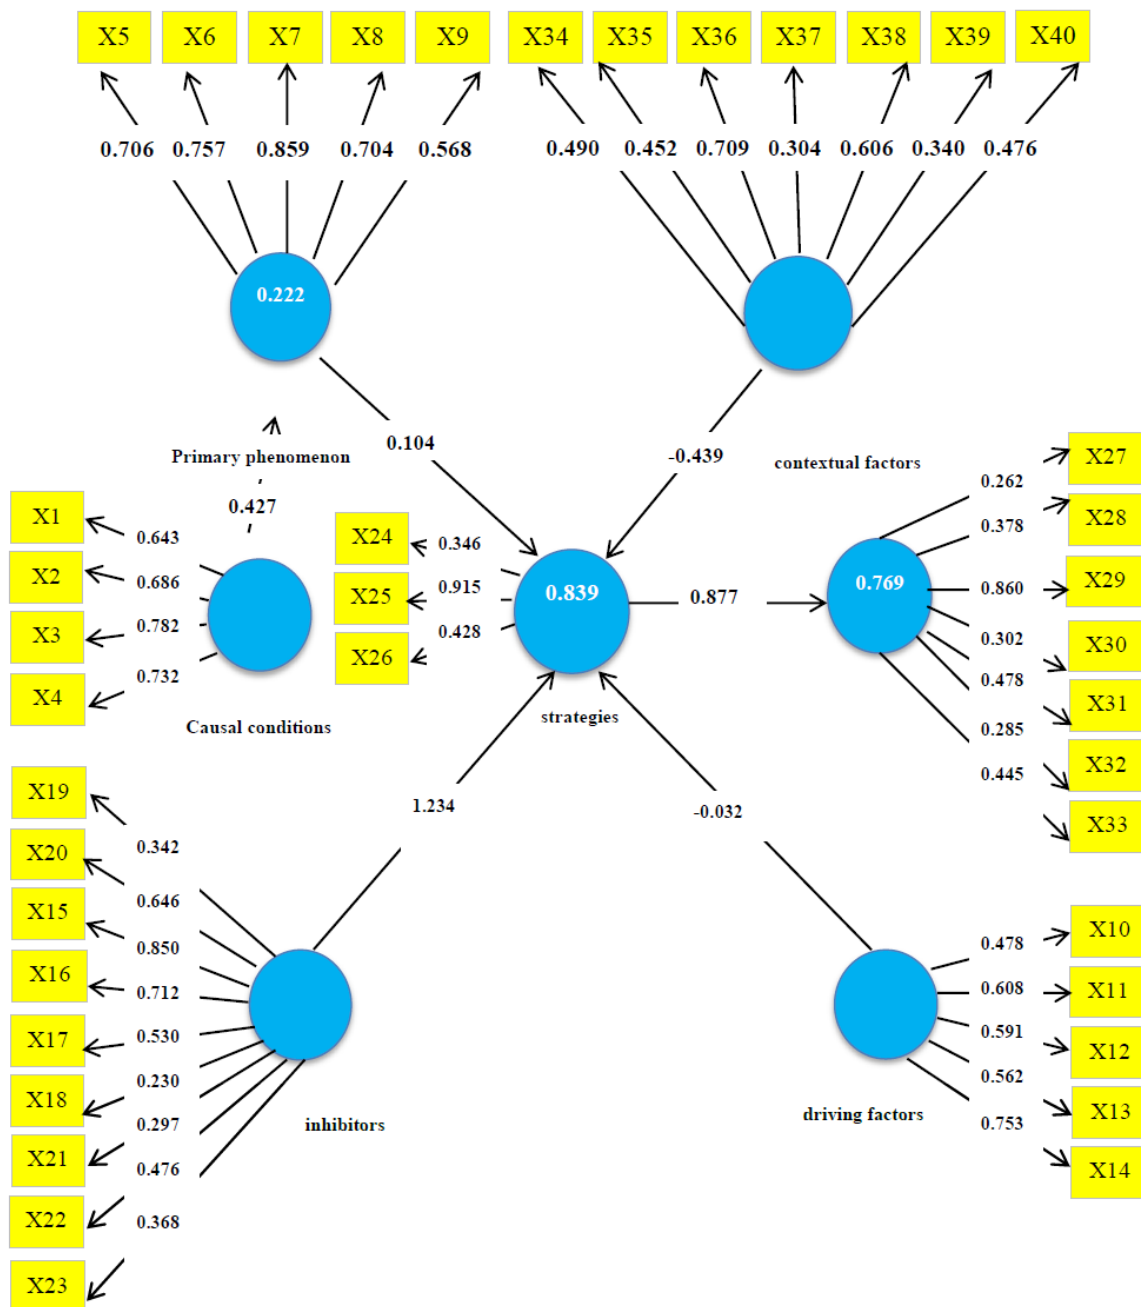 X5 X6 X7 X8 X9 X34 X35 X36 X37 X38 X39 X40
0.706 0.757 0.859 0.704 0.568 0.490 0.452 0.709 0.304 0.606 0.340 0.476
0.222
0.104
-0.439
Primary phenomenon
contextual factors
0.427
X1
X2
X3
X4
0.643
0.686
0.782
0.732
Causal conditions
X24
X25
X26
0.346
0.915
0.428
0.839
strategies
0.877
0.769
0.262
0.378
0.860
0.302
0.478
0.285
0.445
X27
X28
X29
X30
X31
X32
X33
1.234
-0.032
X19
X20
X15
X16
X17
X18
X21
X22
X23
0.342
0.646
0.850
0.712
0.530
0.230
0.297
0.476
0.368
inhibitors
driving factors
0.478
0.608
0.591
0.562
0.753
X10
X11
X12
X13
X14